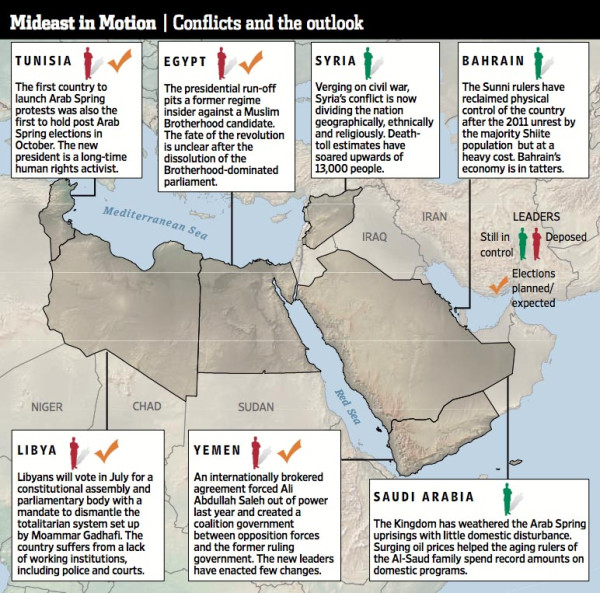 Mideast in Motion | Conflicts and the outlook
TUNISIA
The first country to
launch Arab Spring
protests was also the
first to hold post Arab
Spring elections in
October. The new
president is a long-time
human rights activist.
EGYPT
The presidential run-off
pits a former regime
insider against a Muslim
Brotherhood candidate.
The fate of the revolution
is unclear after the
dissolution of the
Brotherhood-dominated
parliament.
SYRIA
Verging on civil war,
Syria's conflict is now
dividing the nation
geographically, ethnically
and religiously. Death-
toll estimates have
soared upwards of
13,000 people.
BAHRAIN
The Sunni rulers have
reclaimed physical
control of the country
after the 2011 unrest by
the majority Shiite
population but at a
heavy cost. Bahrain's
economy is in tatters.
Mediterranean Sea
IRAQ
IRAN
LEADERS
Still in
control
Deposed
Elections
planned/
expected
NIGER
CHAD
SUDAN
Red Sea
LIBYA
Libyans will vote in July for a
constitutional assembly and
parliamentary body with a
mandate to dismantle the
totalitarian system set up
by Moammar Gadhafi. The
country suffers from a lack
of working institutions,
including police and courts.
YEMEN
An internationally brokered
agreement forced Ali
Abdullah Saleh out of power
last year and created a
coalition government
between opposition forces
and the former ruling
government. The new leaders
have enacted few changes.
SAUDI ARABIA
The Kingdom has weathered the Arab Spring
uprisings with little domestic disturbance.
Surging oil prices helped the aging rulers of
the Al-Saud family spend record amounts on
domestic programs.